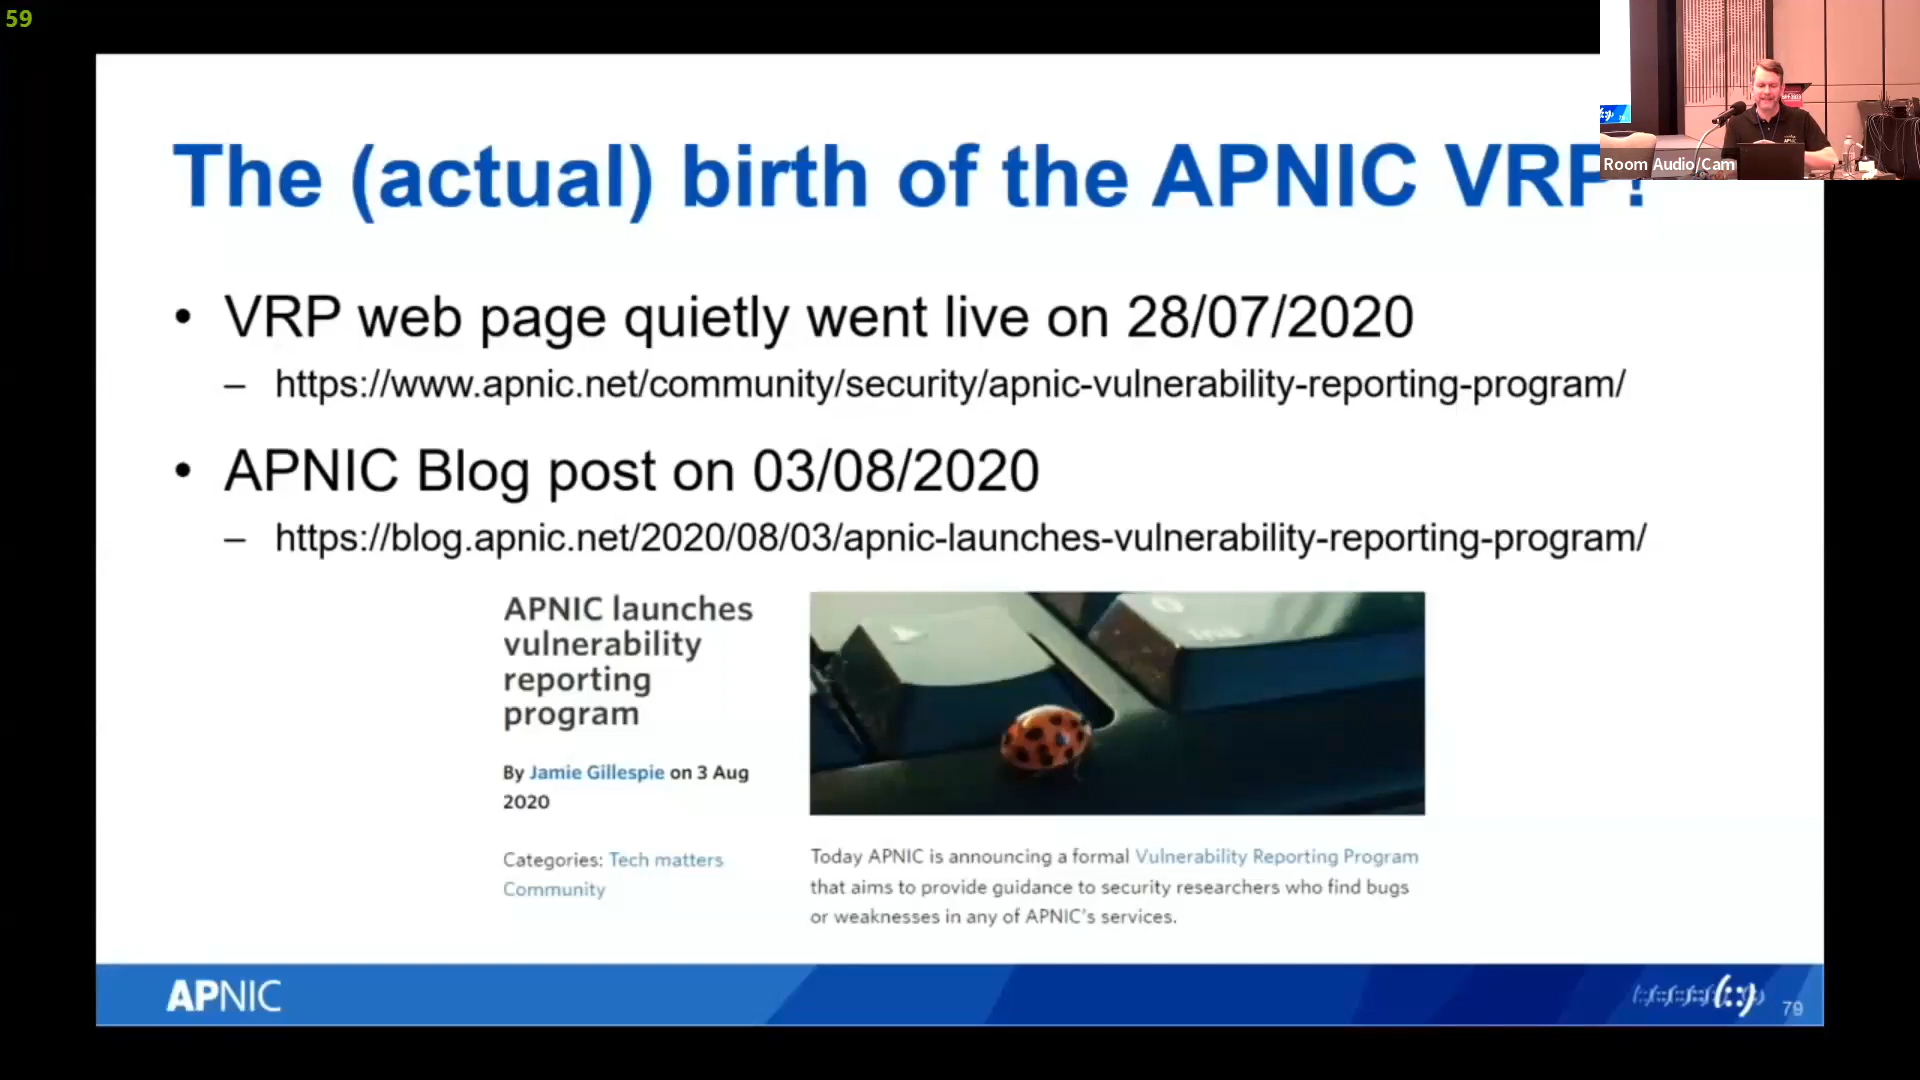 59
The (actual) birth of the APNIC VRP!
Room Audio/Cam
• VRP web page quietly went live on 28/07/2020
– https://www.apnic.net/community/security/apnic-vulnerability-reporting-program/
• APNIC Blog post on 03/08/2020
– https://blog.apnic.net/2020/08/03/apnic-launches-vulnerability-reporting-program/
APNIC launches
vulnerability
reporting
program
By Jamie Gillespie on 3 Aug
2020
Categories: Tech matters
Community
Today APNIC is announcing a formal Vulnerability Reporting Program
that aims to provide guidance to security researchers who find bugs
or weaknesses in any of APNIC's services.
APNIC
79